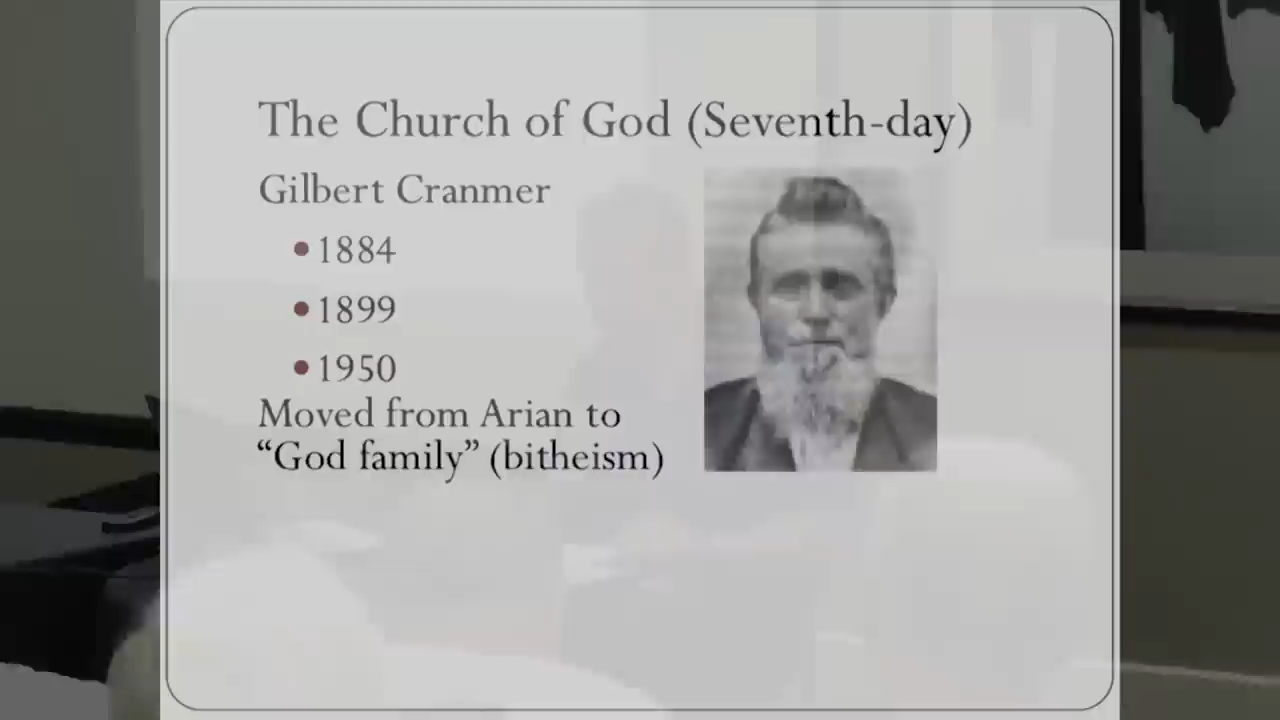 The Church of God (Seventh-day)
Gilbert Cranmer
• 1884
• 1899
• 1950
Moved from Arian to
“God family” (bitheism)